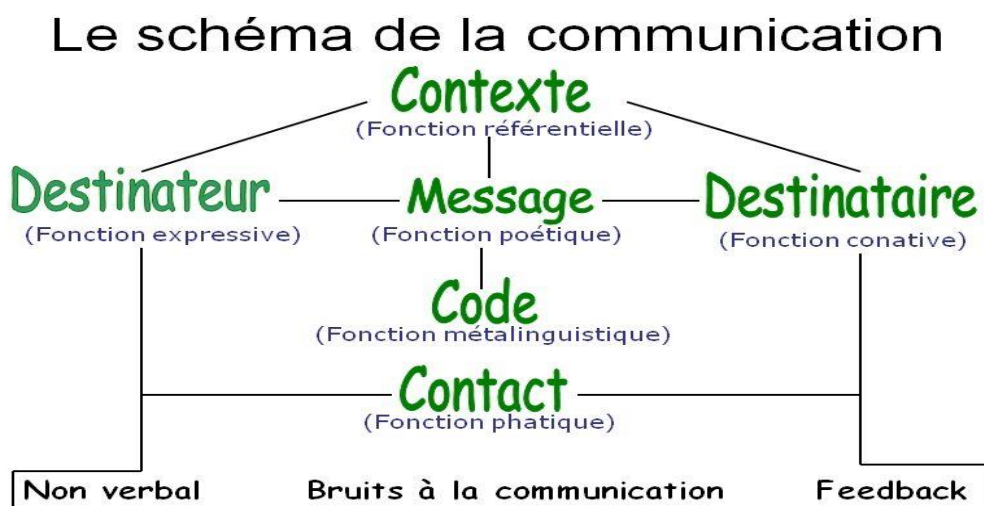 Le schéma de la communication
Contexte
(Fonction référentielle)
Destinateur Message Destinataire
(Fonction expressive) (Fonction poétique) (Fonction conative)
Code
(Fonction métalinguistique)
Contact
(Fonction phatique)
Non verbal Bruits à la communication Feedback